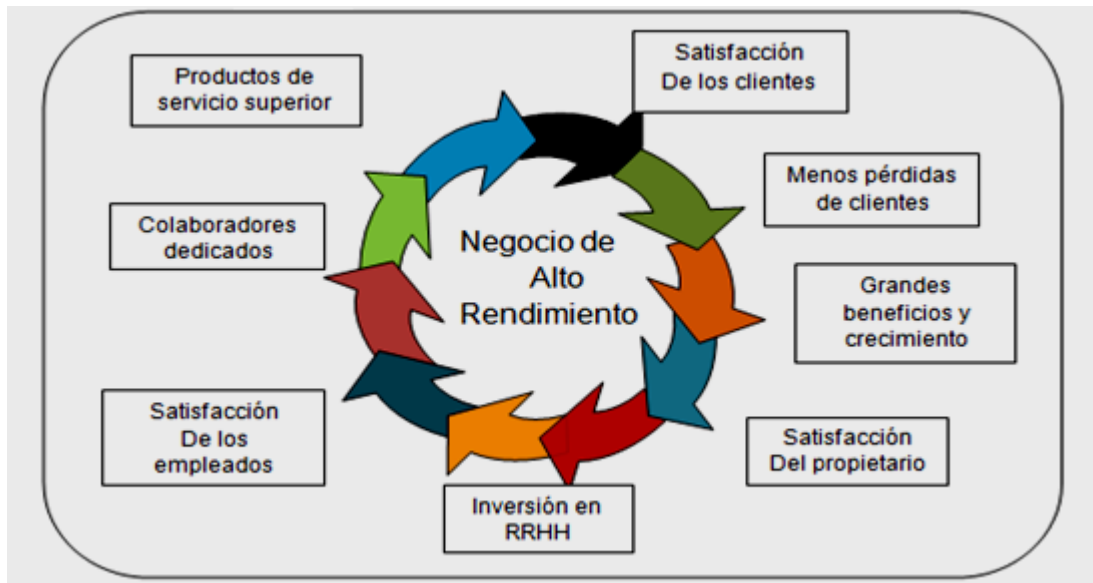 Satisfacción
De los clientes
Productos de
servicio superior
Menos pérdidas
de clientes
Colaboradores
dedicados
Negocio de
Alto
Rendimiento
Grandes
beneficios y
crecimiento
Satisfacción
De los
empleados
Satisfacción
Del propietario
Inversión en
RRHH